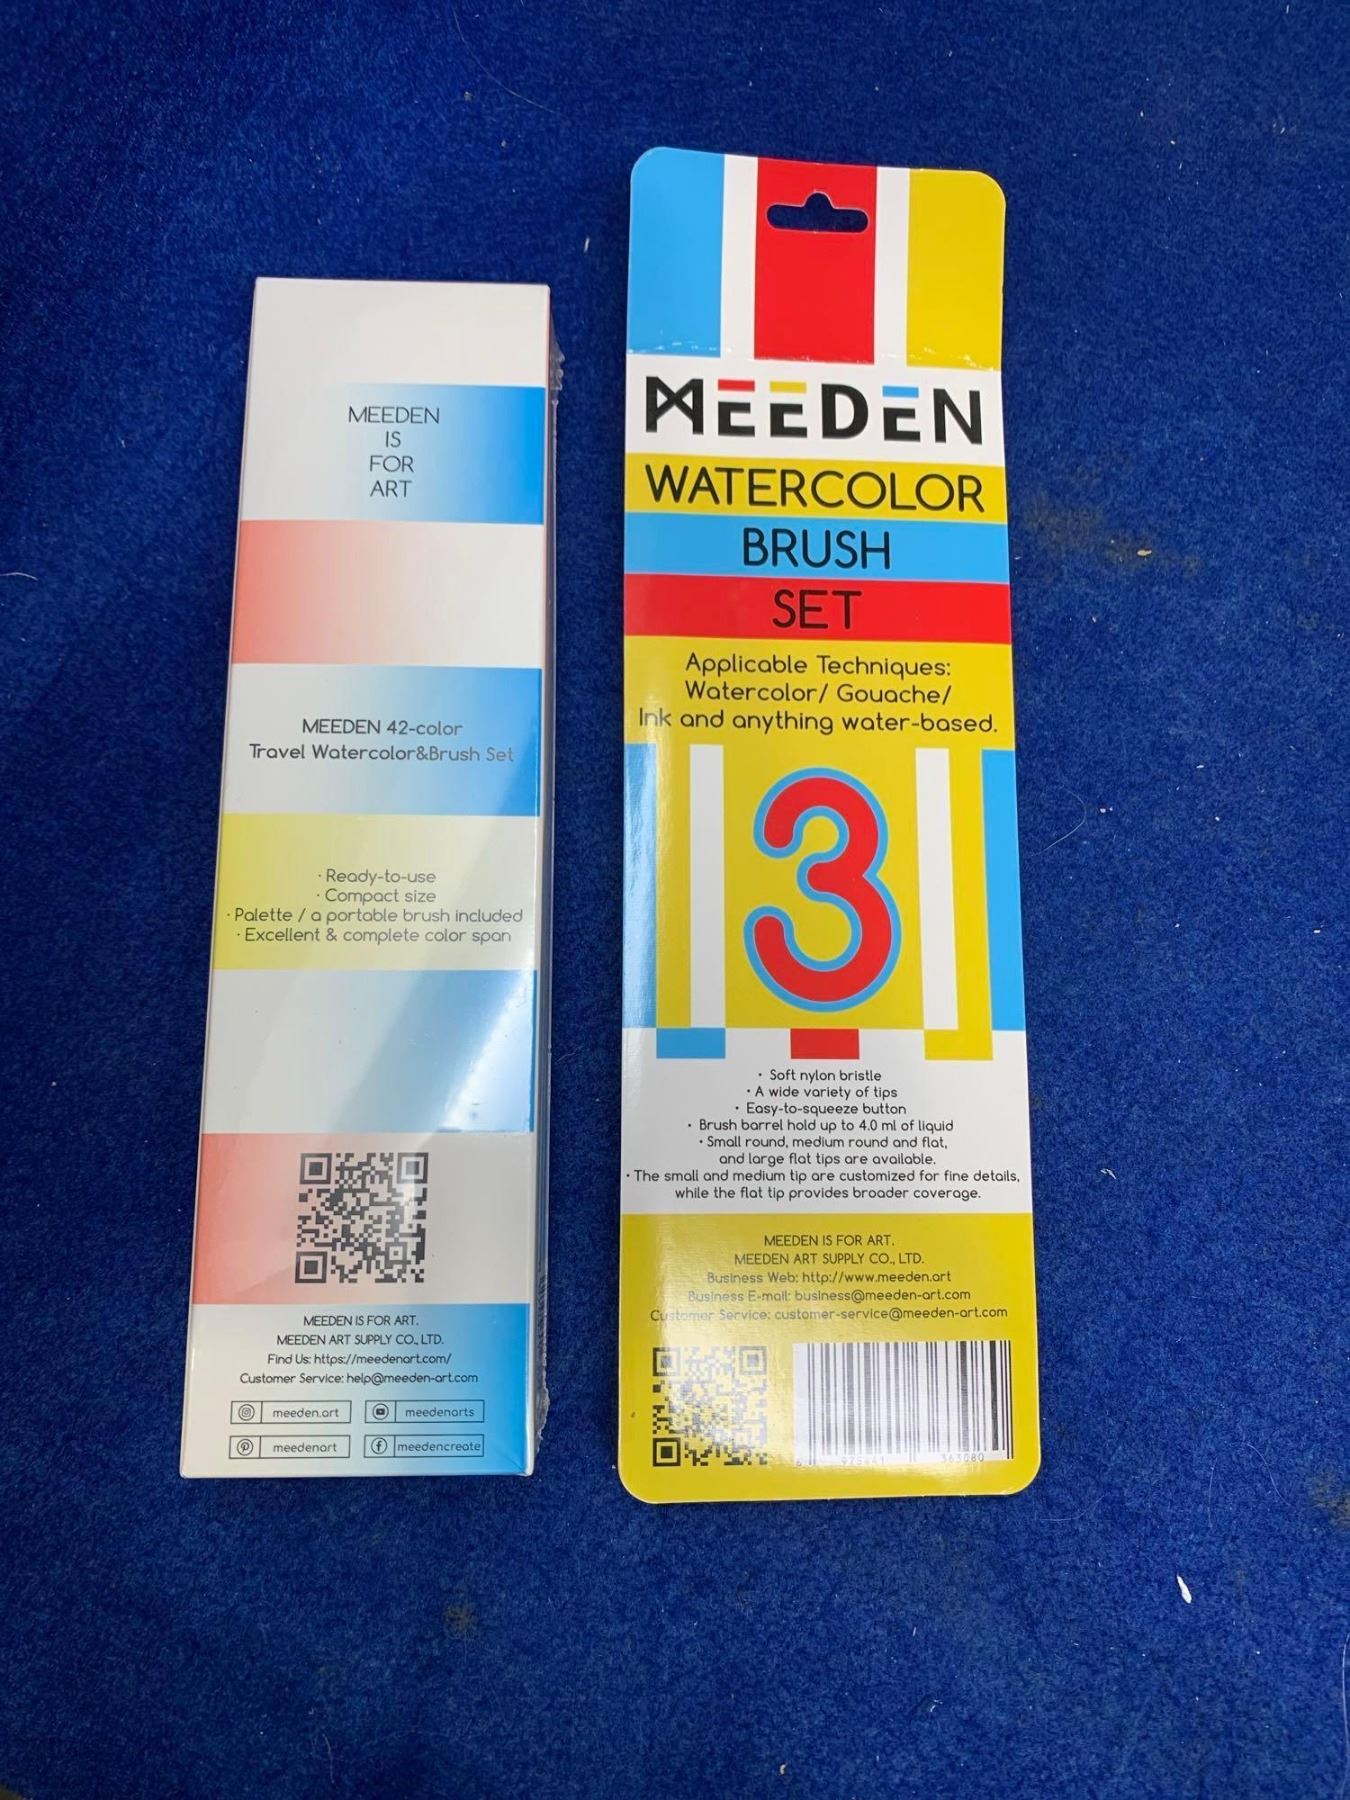 MEEDEN
IS
FOR
ART
MEEDEN 42-color
Travel Watercolor&Brush Set
· Ready-to-use
· Compact size
· Palette / a portable brush included
· Excellent & complete color span
MEEDEN IS FOR ART.
MEEDEN ART SUPPLY CO., LTD.
Find Us: https://meedenart.com/
Customer Service: help@meeden-art.com
meeden.art
meedenarts
meedenart
meedencreate
MEEDEN
WATERCOLOR
BRUSH
SET
Applicable Techniques:
Watercolor/ Gouache/
Ink and anything water-based.
3
· Soft nylon bristle
· A wide variety of tips
· Easy-to-squeeze button
· Brush barrel hold up to 4.0 ml of liquid
· Small round, medium round and flat,
and large flat tips are available.
· The small and medium tip are customized for fine details,
while the flat tip provides broader coverage.
MEEDEN IS FOR ART.
MEEDEN ART SUPPLY CO., LTD.
Business Web: http://www.meeden.art
Business E-mail: business@meeden-art.com
Customer Service: customer-service@meeden-art.com
6 975441 363080